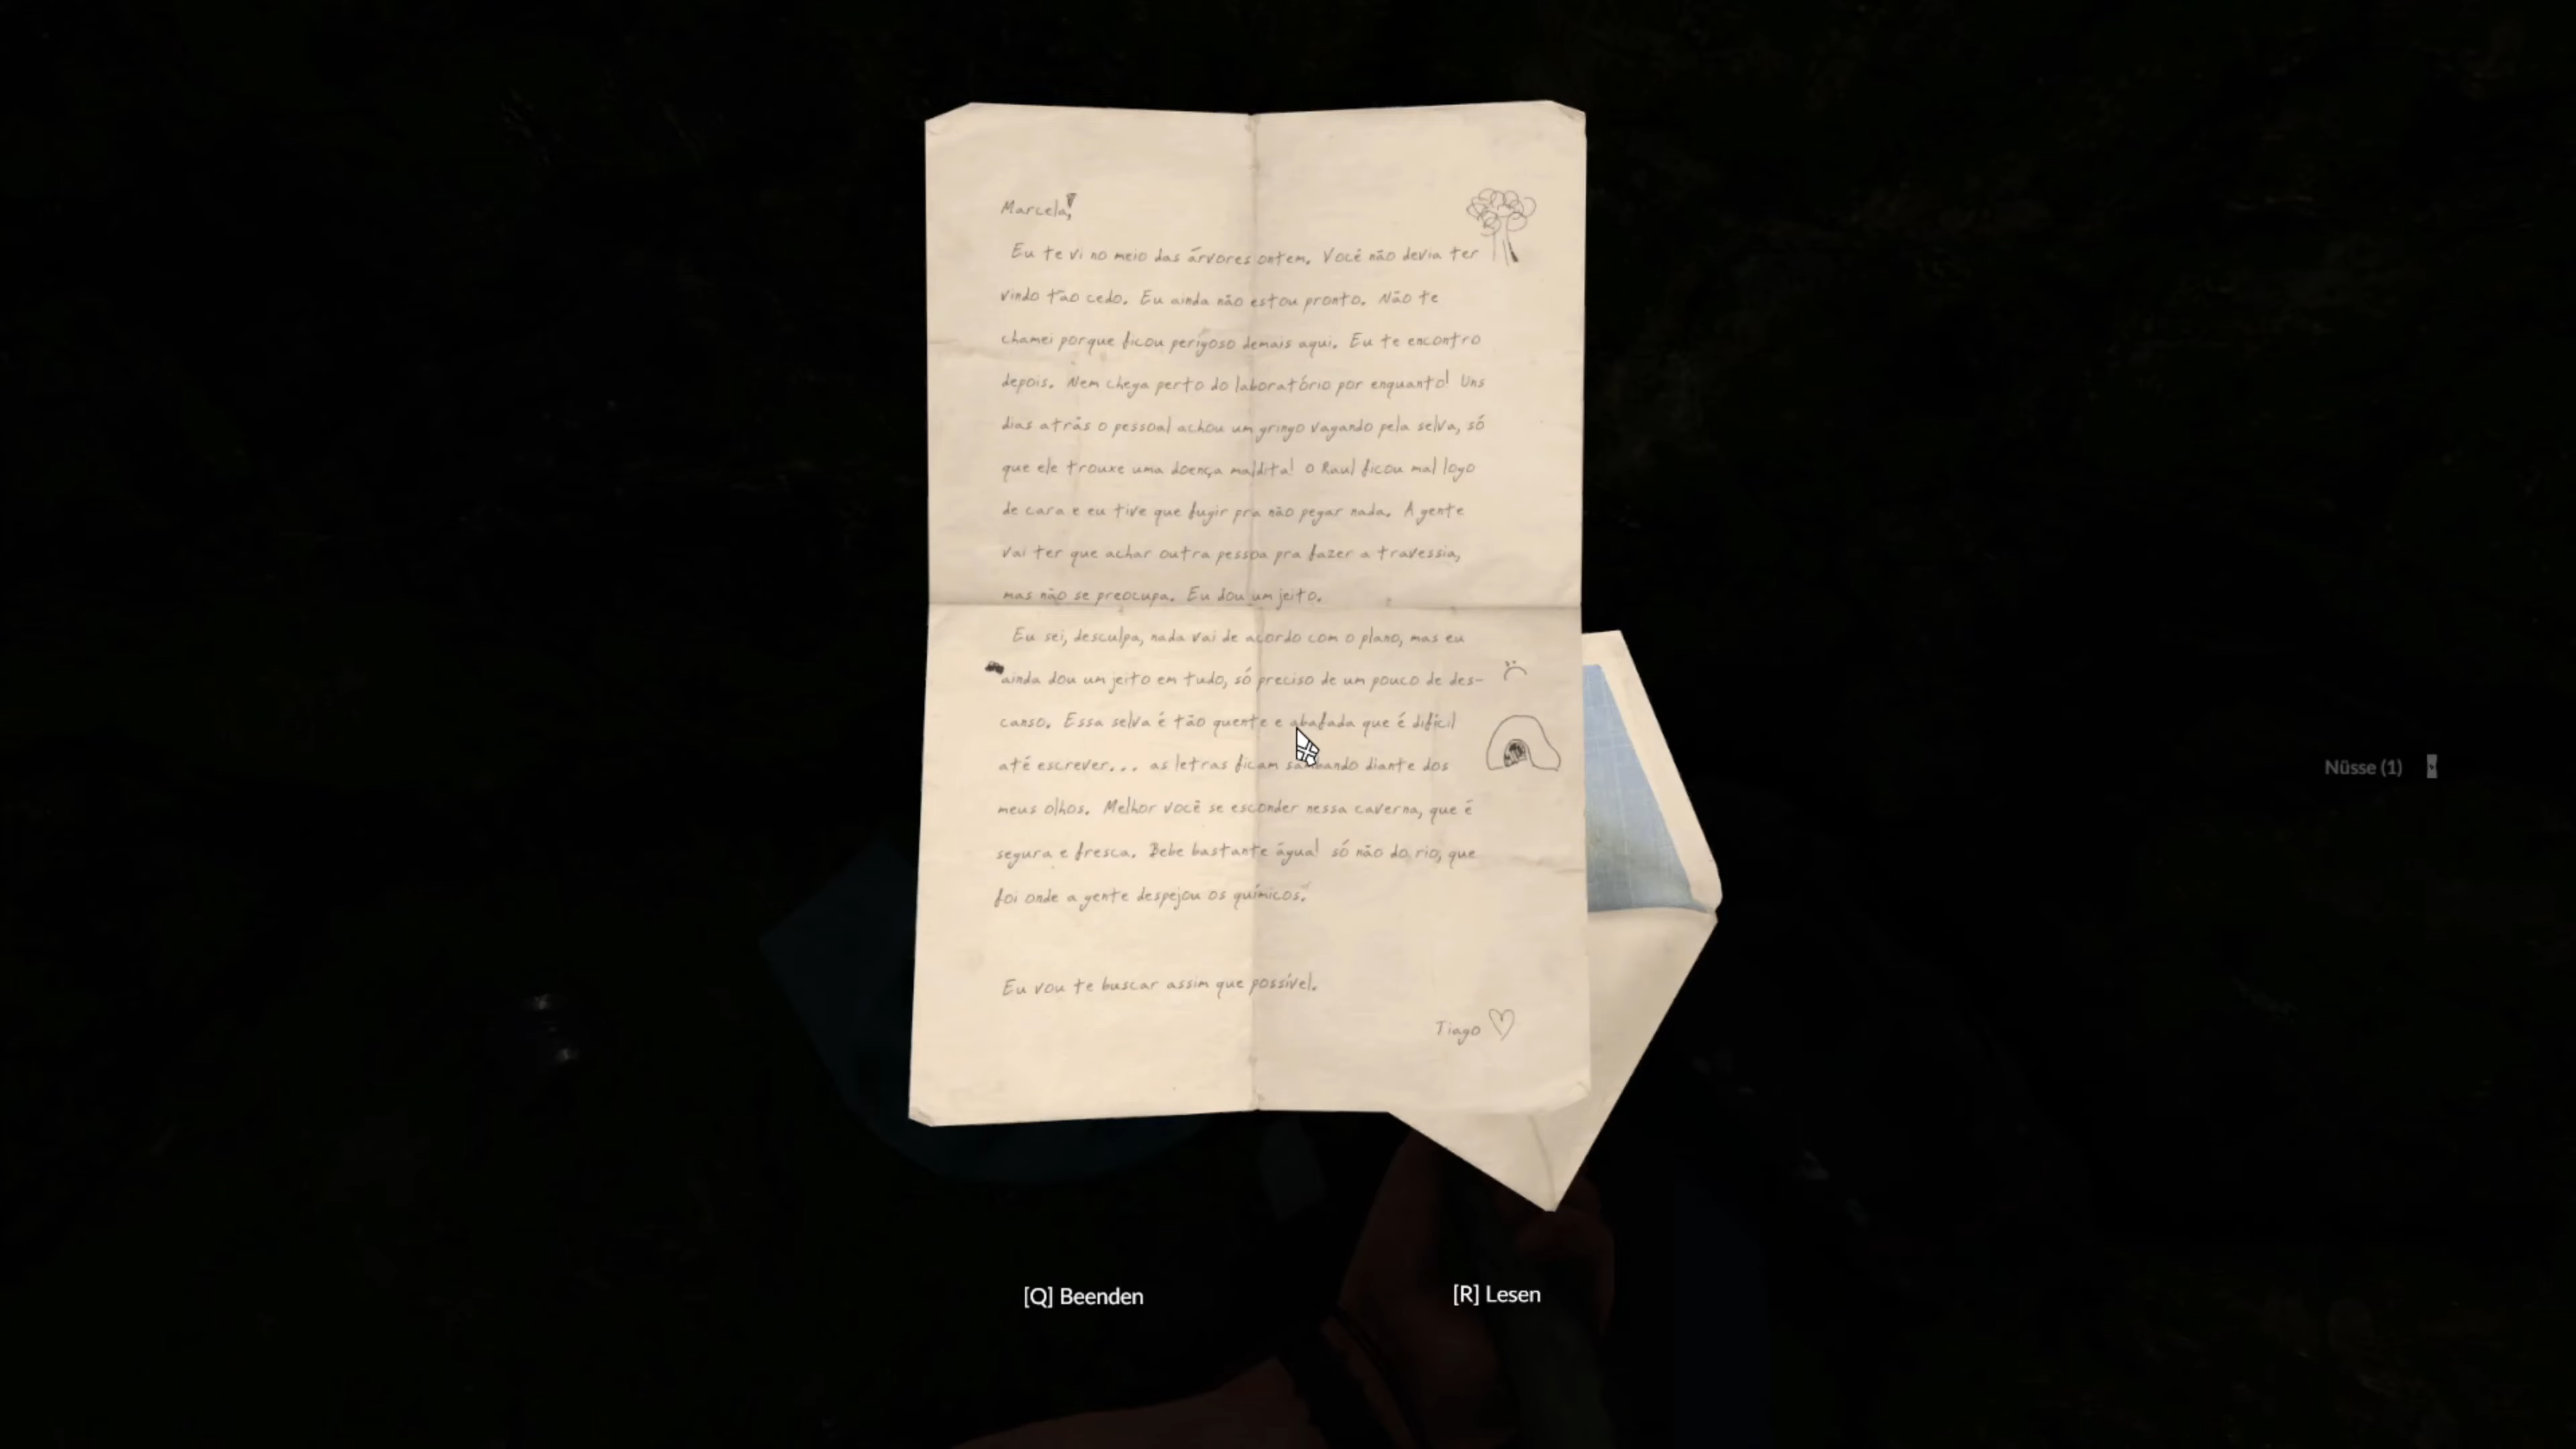 Marcela,
Eu te vi no meio das árvores ontem. Você não devia ter
vindo tão cedo. Eu ainda não estou pronto. Não te
chamei porque ficou perigoso demais aqui. Eu te encontro
depois. Nem chega perto do laboratório por enquanto! Uns
dias atrás o pessoal achou um gringo vagando pela selva, só
que ele trouxe uma doença maldita! o Raul ficou mal logo
de cara e eu tive que fugir pra não pegar nada. A gente
vai ter que achar outra pessoa pra fazer a travessia,
mas não se preocupa. Eu dou um jeito.
Eu sei, desculpa, nada vai de acordo com o plano, mas eu
ainda dou um jeito em tudo, só preciso de um pouco de des-
canso. Essa selva é tão quente e abafada que é difícil
até escrever... as letras ficam sambando diante dos
meus olhos. Melhor você se esconder nessa caverna, que é
segura e fresca. Bebe bastante água! só não do rio, que
foi onde a gente despejou os químicos.
Eu vou te buscar assim que possível.
Tiago
Nüsse (1)
[Q] Beenden
[R] Lesen